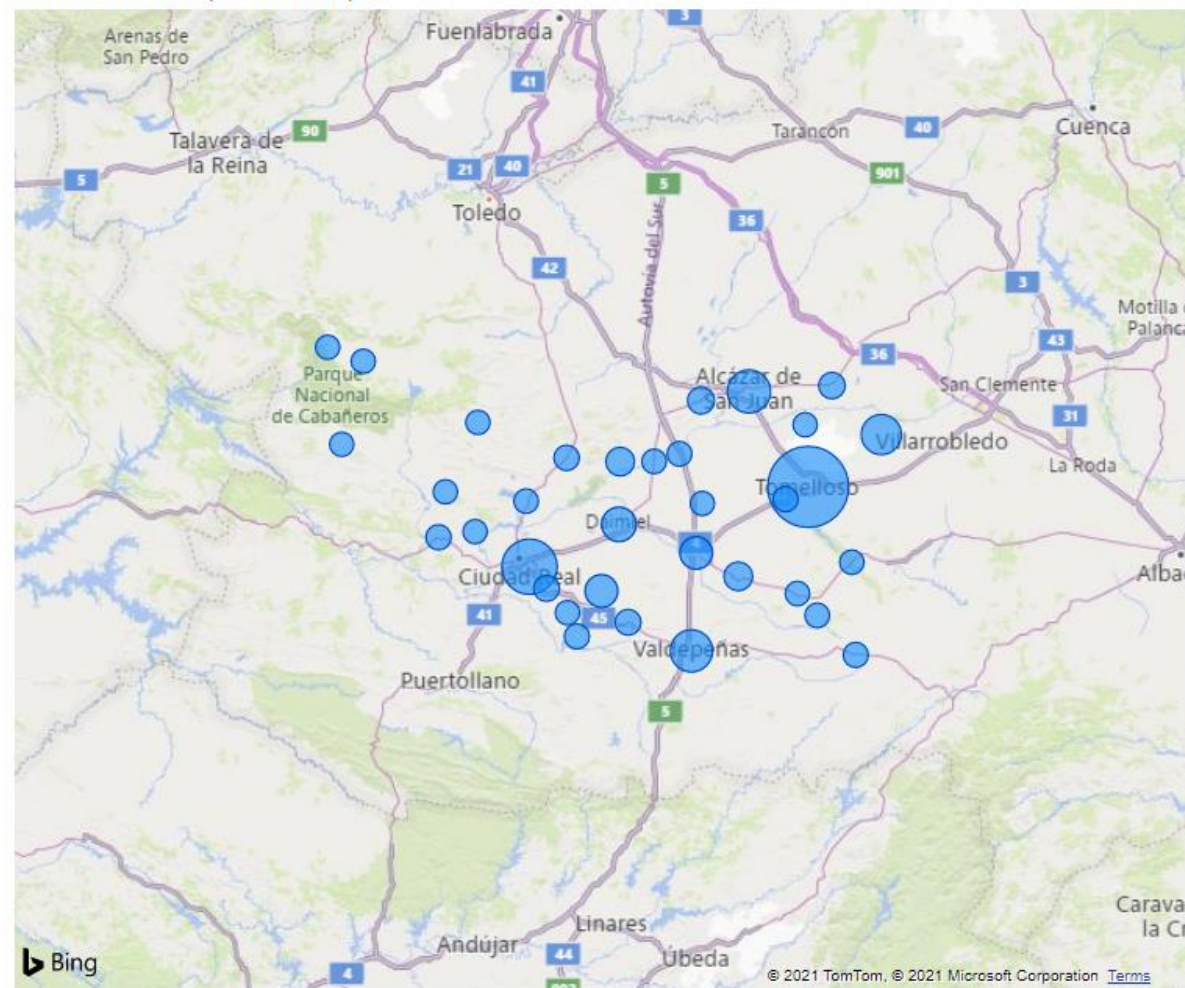 Arenas de
San Pedro
Fuenlabrada
3
41
Talavera de
la Reina
90
40
Tarancón
Cuenca
5
21
40
901
5
Toledo
36
Autovía del Sur
42
3
Motilla
Palanca
43
36
Parque
Nacional
de Cabañeros
Alcázar de
San Juan
San Clemente
31
Villarrobledo
La Roda
Tomelloso
Daimiel
4
Ciudad Real
Alba
41
45
Valdepeñas
Puertollano
5
Carava
la C
Linares
Andújar
44
Úbeda
4
Bing
© 2021 TomTom, © 2021 Microsoft Corporation Terms